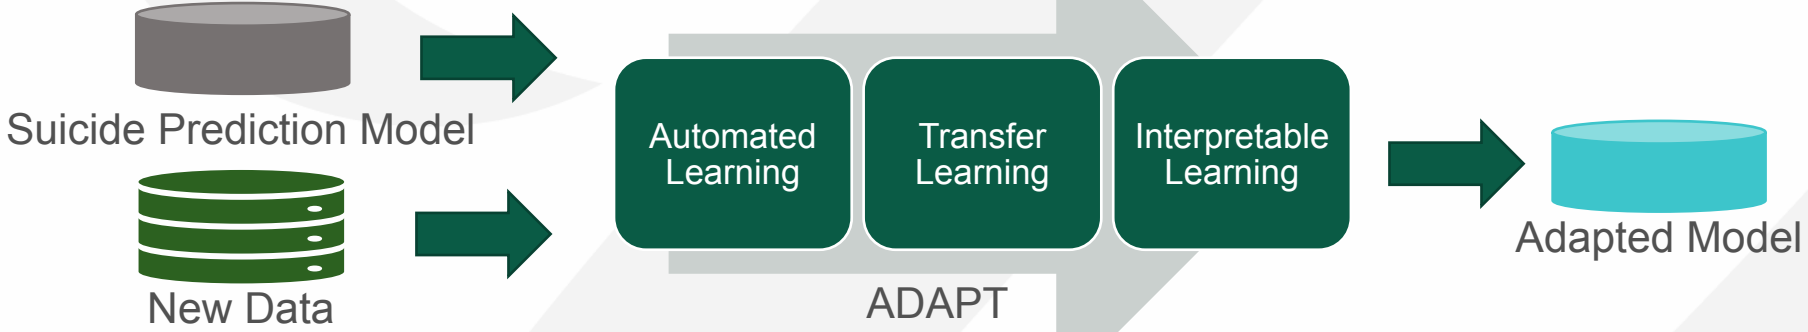 Suicide Prediction Model
New Data
Automated
Learning
Transfer
Learning
Interpretable
Learning
ADAPT
Adapted Model